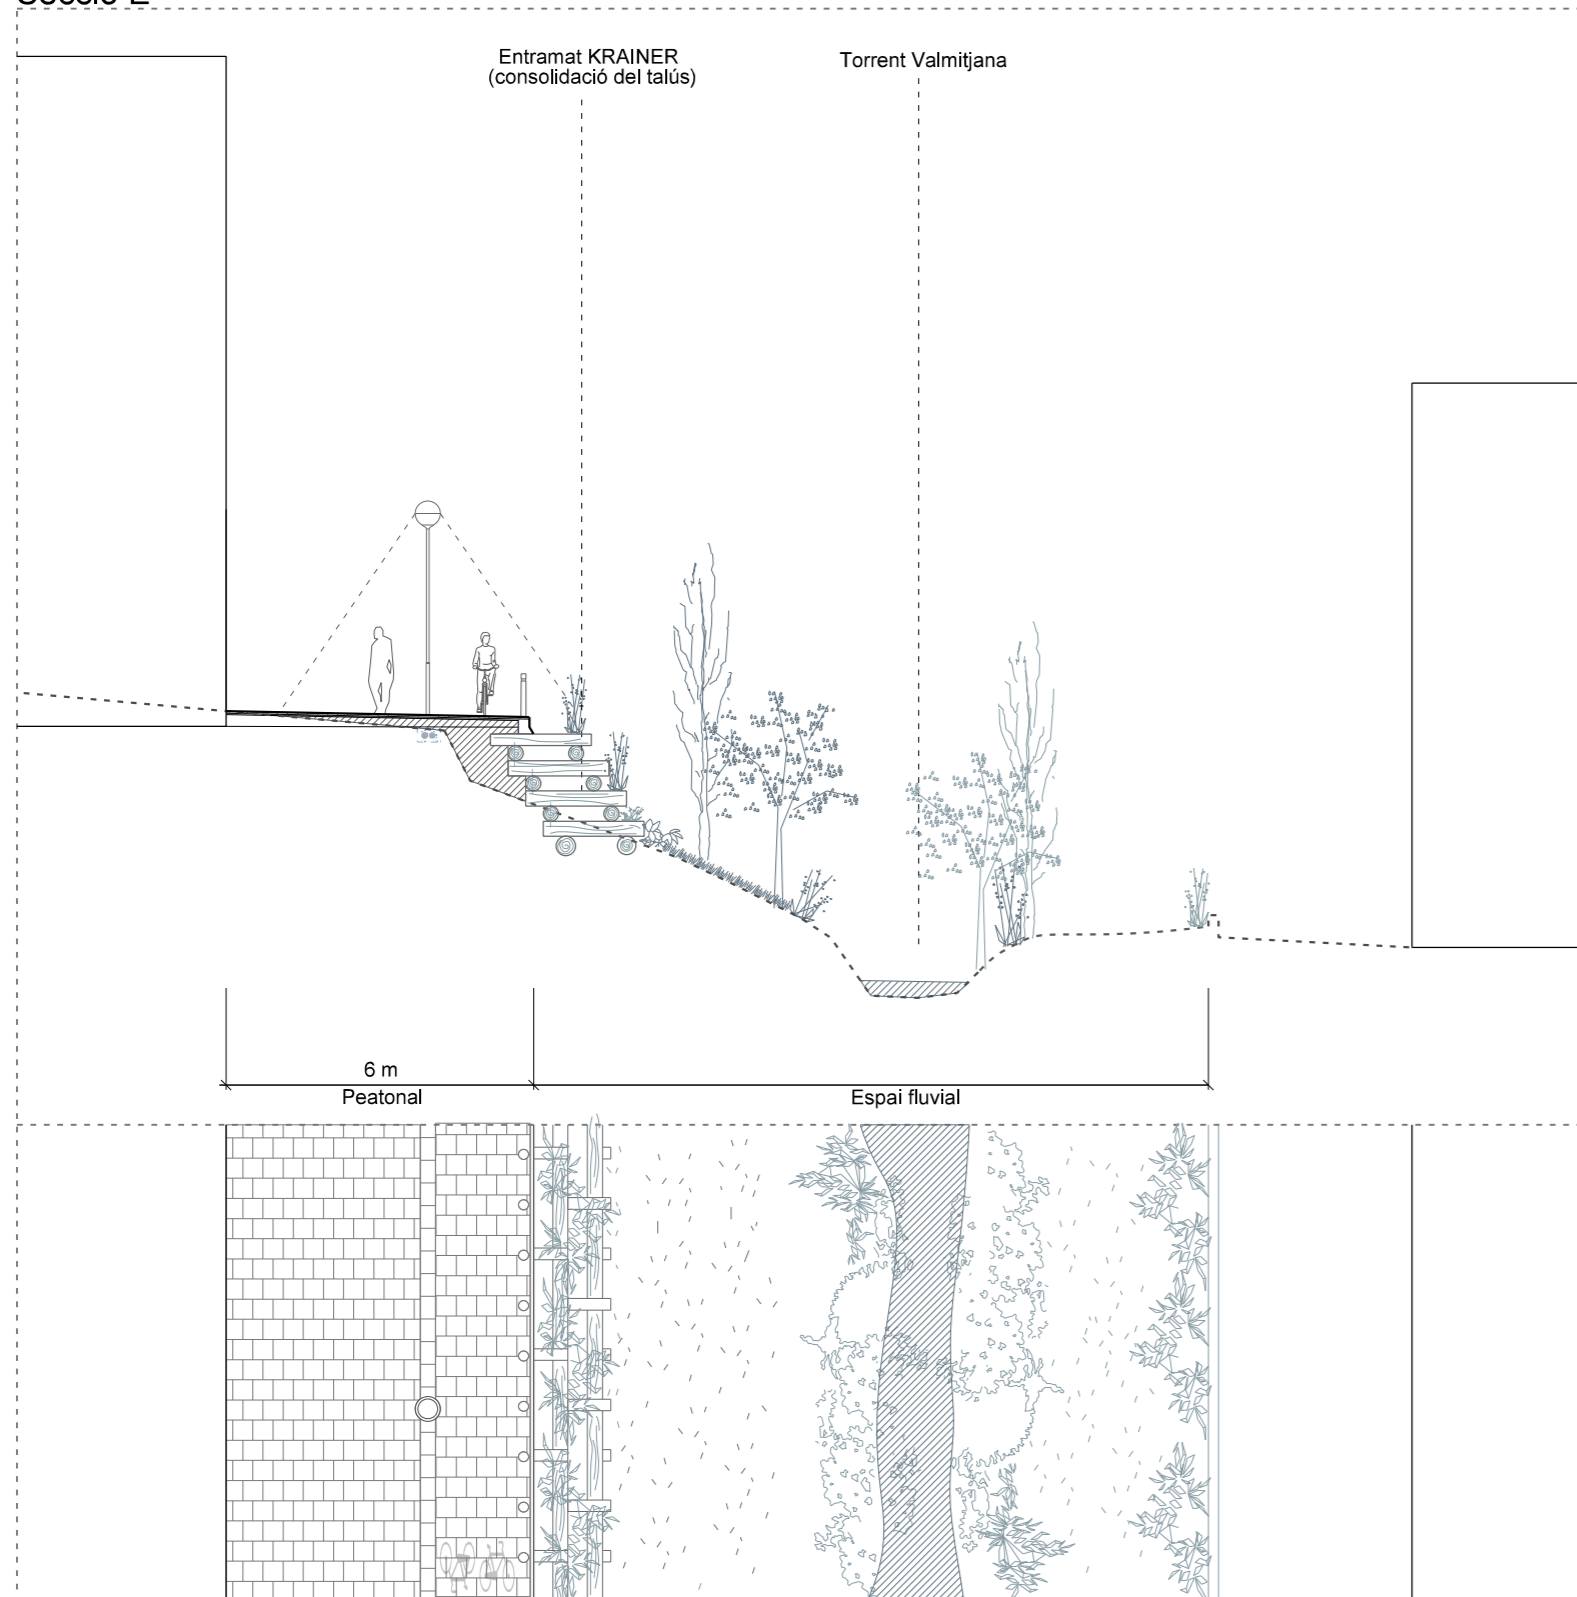 Entramat KRAINER
(consolidació del talús)
Torrent Valmitjana
6 m
Peatonal
Espai fluvial